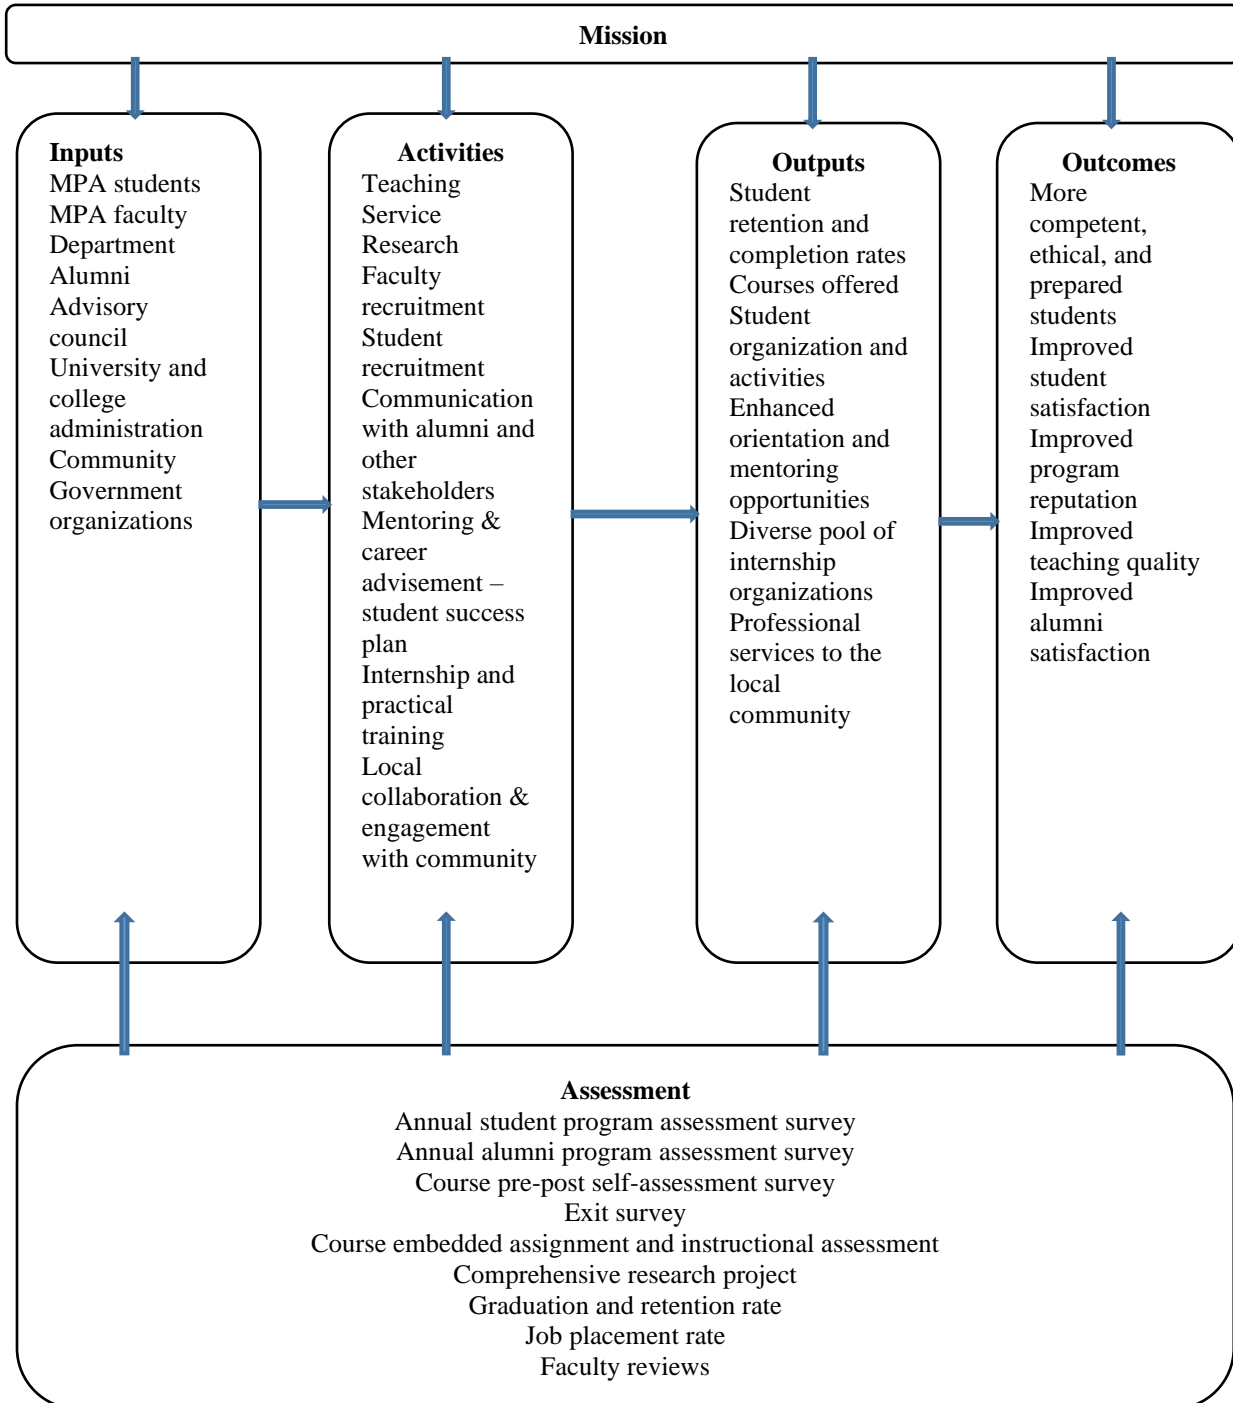 Mission
Inputs
MPA students
MPA faculty
Department
Alumni
Advisory
council
University and
college
administration
Community
Government
organizations
Activities
Teaching
Service
Research
Faculty
recruitment
Student
recruitment
Communication
with alumni and
other
stakeholders
Mentoring &
career
advisement –
student success
plan
Internship and
practical
training
Local
collaboration &
engagement
with community
Outputs
Student
retention and
completion rates
Courses offered
Student
organization and
activities
Enhanced
orientation and
mentoring
opportunities
Diverse pool of
internship
organizations
Professional
services to the
local
community
Outcomes
More
competent,
ethical, and
prepared
students
Improved
student
satisfaction
Improved
program
reputation
Improved
teaching quality
Improved
alumni
satisfaction
Assessment
Annual student program assessment survey
Annual alumni program assessment survey
Course pre-post self-assessment survey
Exit survey
Course embedded assignment and instructional assessment
Comprehensive research project
Graduation and retention rate
Job placement rate
Faculty reviews